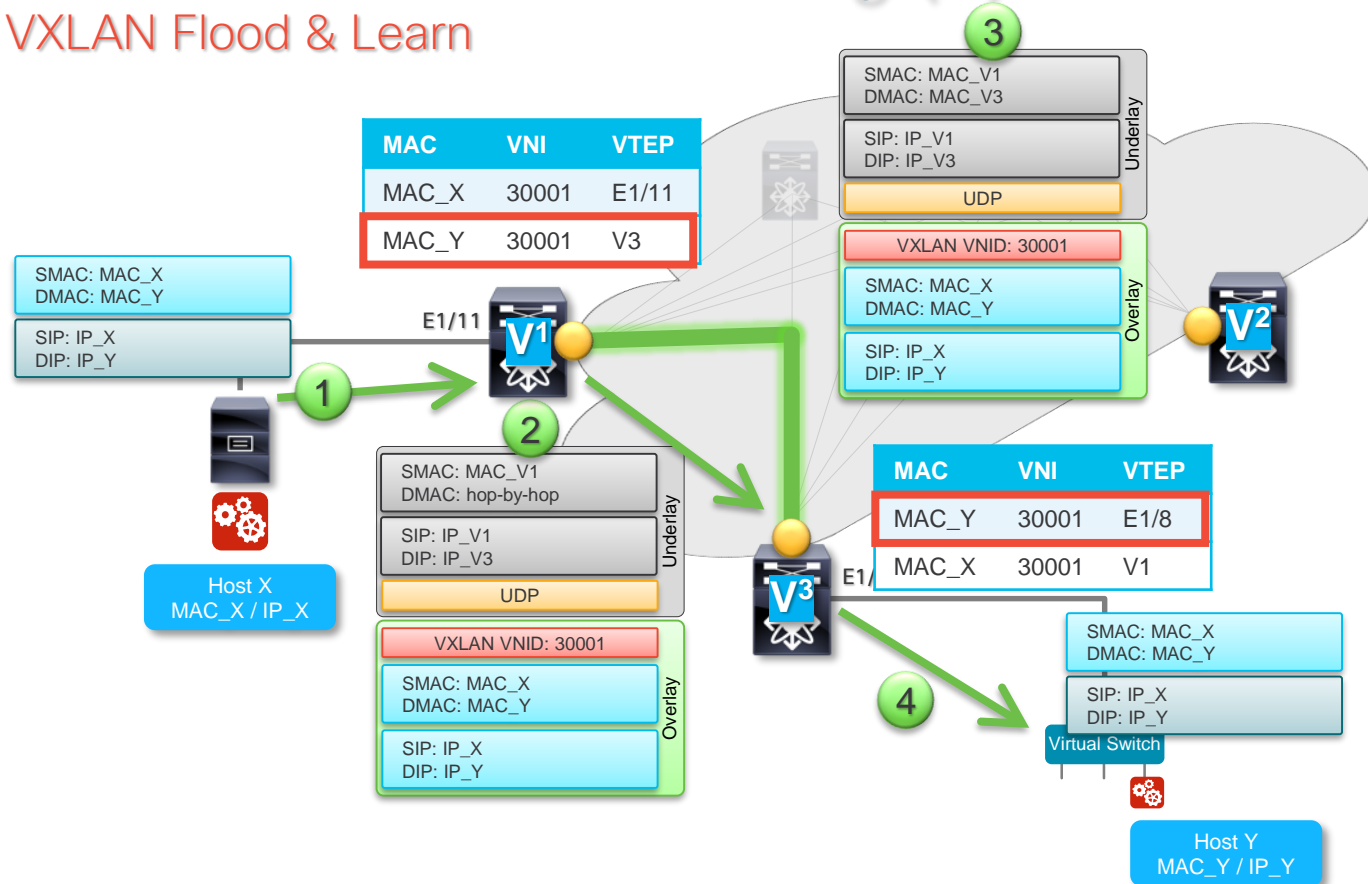 VXLAN Flood & Learn
3
SMAC: MAC_V1
DMAC: MAC_V3
SIP: IP_V1
DIP: IP_V3
Underlay
UDP
VXLAN VNID: 30001
SMAC: MAC_X
DMAC: MAC_Y
SIP: IP_X
DIP: IP_Y
Overlay
MAC VNI VTEP
MAC_X 30001 E1/11
MAC_Y 30001 V3
SMAC: MAC_X
DMAC: MAC_Y
SIP: IP_X
DIP: IP_Y
E1/11
V1
V2
1
2
SMAC: MAC_V1
DMAC: hop-by-hop
SIP: IP_V1
DIP: IP_V3
Underlay
UDP
VXLAN VNID: 30001
SMAC: MAC_X
DMAC: MAC_Y
SIP: IP_X
DIP: IP_Y
Overlay
Host X
MAC_X / IP_X
MAC VNI VTEP
MAC_Y 30001 E1/8
MAC_X 30001 V1
E1/
V3
4
SMAC: MAC_X
DMAC: MAC_Y
SIP: IP_X
DIP: IP_Y
Virtual Switch
Host Y
MAC_Y / IP_Y